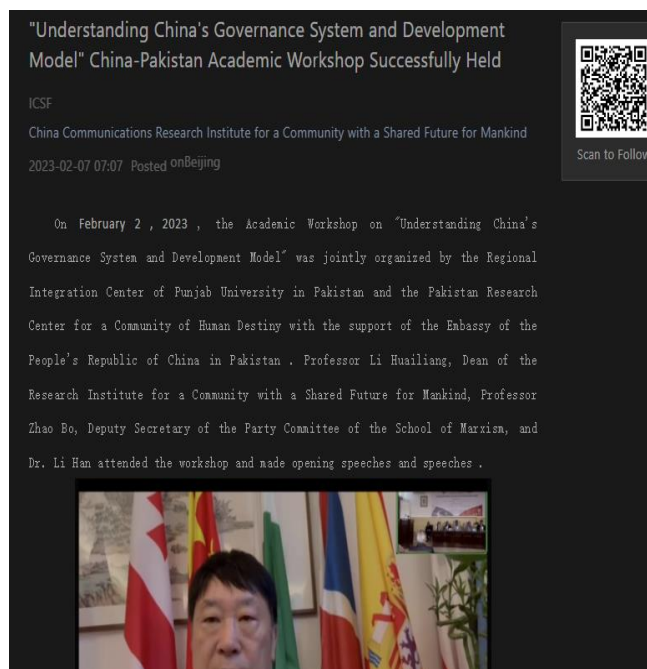 "Understanding China's Governance System and Development
Model" China-Pakistan Academic Workshop Successfully Held
ICSF
China Communications Research Institute for a Community with a Shared Future for Mankind
2023-02-07 07:07 Posted onBeijing
Scan to Follow
On February 2 , 2023 , the Academic Workshop on "Understanding China's
Governance System and Development Model" was jointly organized by the Regional
Integration Center of Punjab University in Pakistan and the Pakistan Research
Center for a Community of Human Destiny with the support of the Embassy of the
People's Republic of China in Pakistan . Professor Li Huailiang, Dean of the
Research Institute for a Community with a Shared Future for Mankind, Professor
Zhao Bo, Deputy Secretary of the Party Committee of the School of Marxism, and
Dr. Li Han attended the workshop and made opening speeches and speeches .